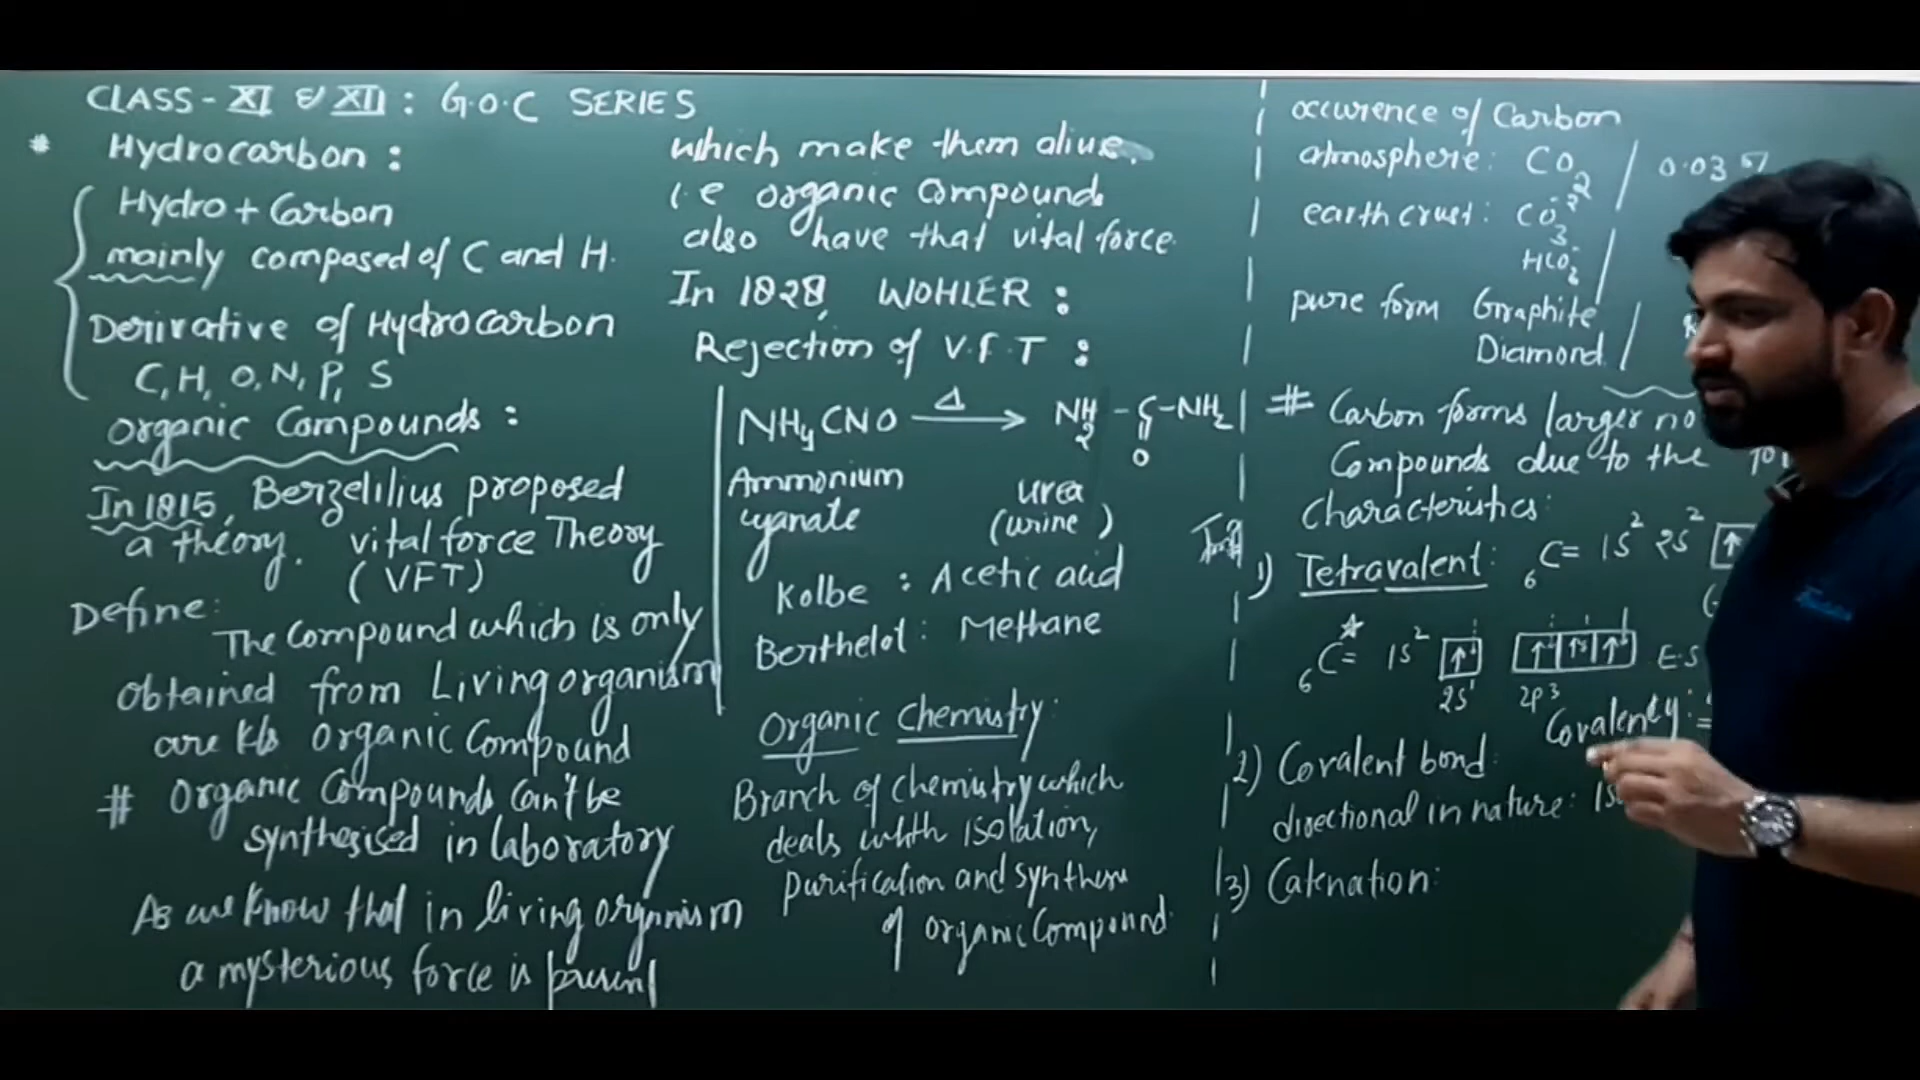 CLASS - XI & XII : G.O.C SERIES
* Hydrocarbon :
Hydro + Carbon
mainly composed of C and H.
Derivative of Hydrocarbon
C, H, O, N, P, S
organic Compounds :
In 1815, Berzelilius proposed
a theory. vital force Theory
(VFT)
Define:
The Compound which is only
obtained from Living organism
are k/s organic Compound
# Organic Compounds Can't be
synthesised in laboratory
As we know that in living organism
a mysterious force is present
which make them alive.
i.e organic Compounds
also have that vital force
In 1828, WOHLER :
Rejection of V.F.T :
NH4CNO Δ → NH2 - C - NH2
O
Ammonium urea
cyanate (urine)
Kolbe : Acetic acid
Berthelot : Methane
Organic Chemistry:
Branch of chemistry which
deals with isolation,
purification and synthesis
of organic Compound.
occurence of Carbon
atmosphere: CO2 / 0.03
earth crust: CO3-2
HCO3-
pure form Graphite
Diamond
# Carbon forms larger no
Compounds due to the
Characteristics:
1) Tetravalent: 6C = 1s2 2s2 ↑
6C* = 1s2 ↑ ↑ ↑ ↑ E.S
2s1 2p3
Covalency: =
2) Covalent bond:
directional in nature:
3) Catenation: